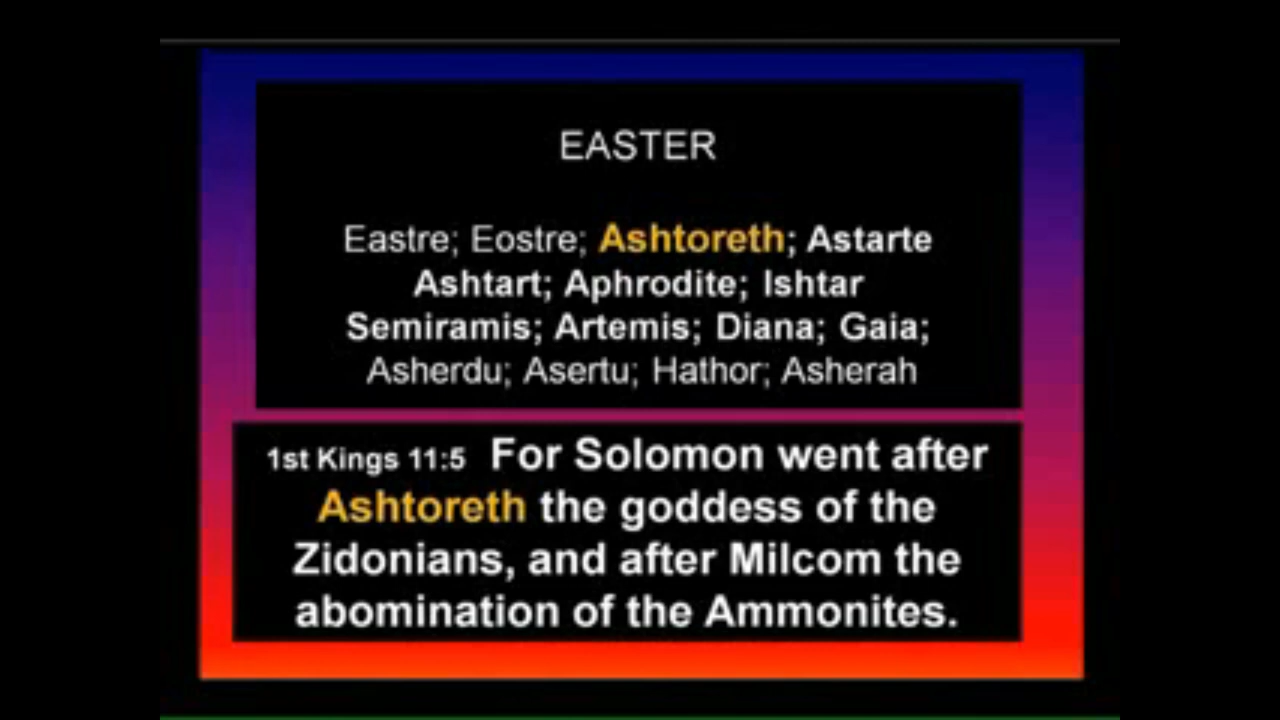 EASTER
Eastre; Eostre; Ashtoreth; Astarte
Ashtart; Aphrodite; Ishtar
Semiramis; Artemis; Diana; Gaia;
Asherdu; Asertu; Hathor; Asherah
1st Kings 11:5 For Solomon went after
Ashtoreth the goddess of the
Zidonians, and after Milcom the
abomination of the Ammonites.